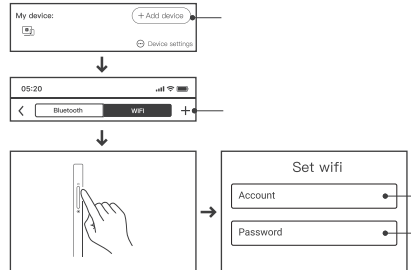 My device:
+ Add device
Device settings
05:20
Bluetooth
WIFI
Set wifi
Account
Password